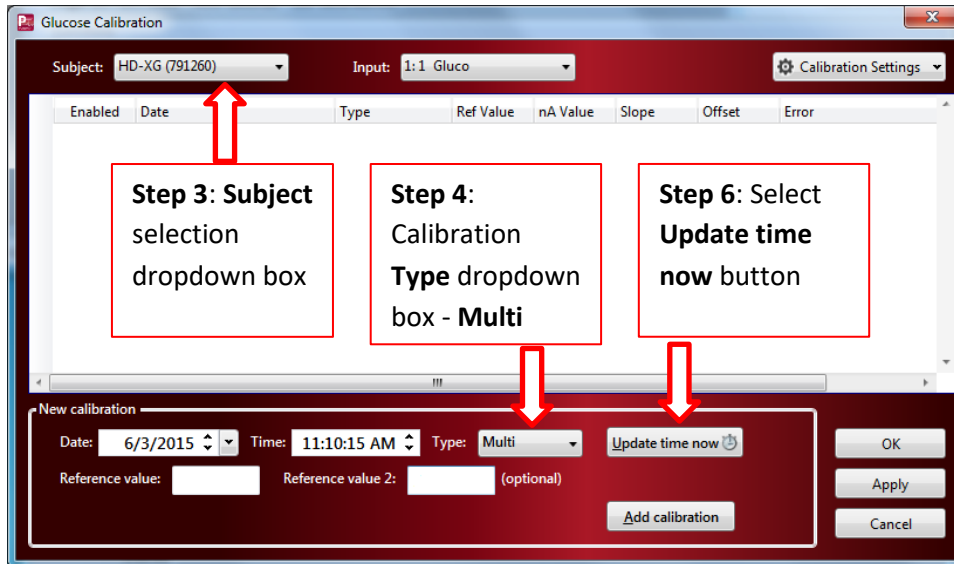 Glucose Calibration
Subject: HD-XG (791260) Input: 1: 1 Gluco Calibration Settings
Enabled Date Type Ref Value nA Value Slope Offset Error
Step 3: Subject
selection
dropdown box
Step 4:
Calibration
Type dropdown
box - Multi
Step 6: Select
Update time
now button
New calibration
Date: 6/3/2015 Time: 11:10:15 AM Type: Multi Update time now
Reference value: Reference value 2: (optional)
Add calibration
OK
Apply
Cancel